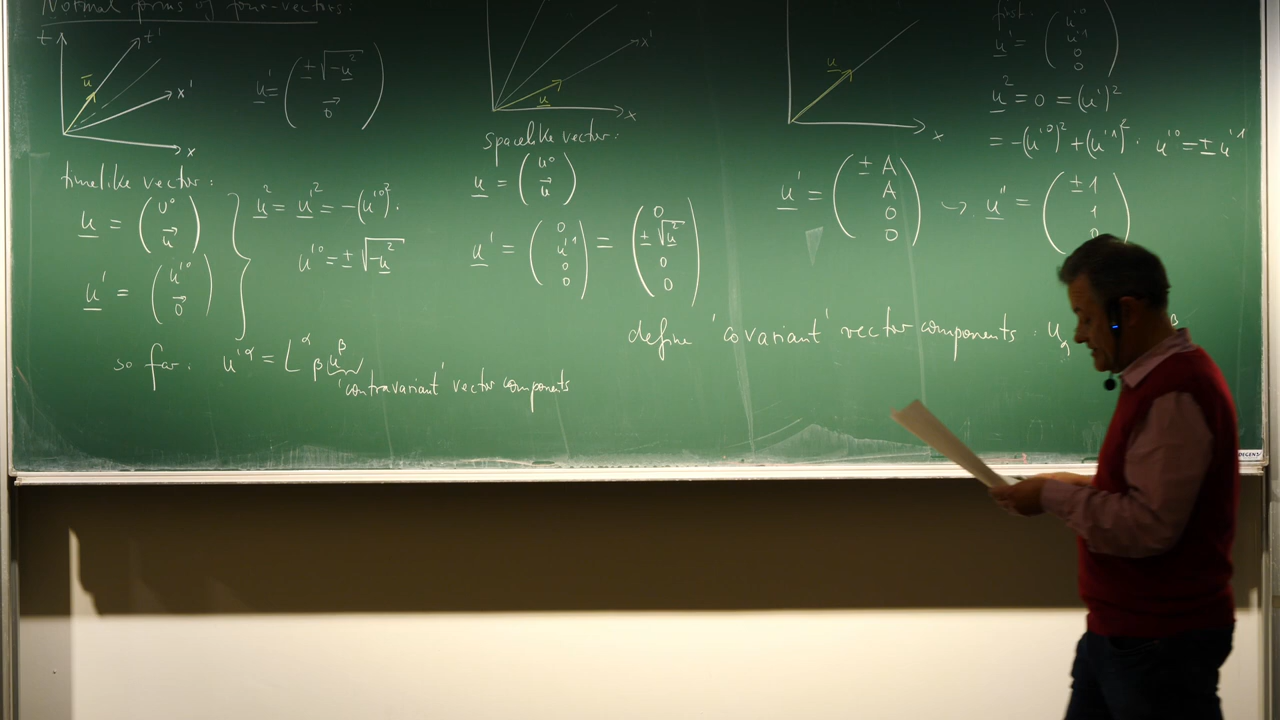 Normal forms of four-vectors:
t t' u x' x
u' = ( ±√-u² 0⃗ )
timelike vector:
u = ( u⁰ u⃗ )
u' = ( u'⁰ 0⃗ )
u² = u'² = -(u'⁰)².
u'⁰ = ±√-u²
so far: u'^α = L^α_β u^β
'contravariant' vector components
x' u x
spacelike vector:
u = ( u⁰ u⃗ )
u' = ( 0 u'¹ 0 0 ) = ( 0 ±√u² 0 0 )
u x
first:
u' = ( u'⁰ u'¹ 0 0 )
u² = 0 = (u')²
= -(u'⁰)² + (u'¹)². u'⁰ = ± u'¹
u' = ( ± A A 0 0 ) → u'' = ( ± 1 1 0
define 'covariant' vector components: u_α β